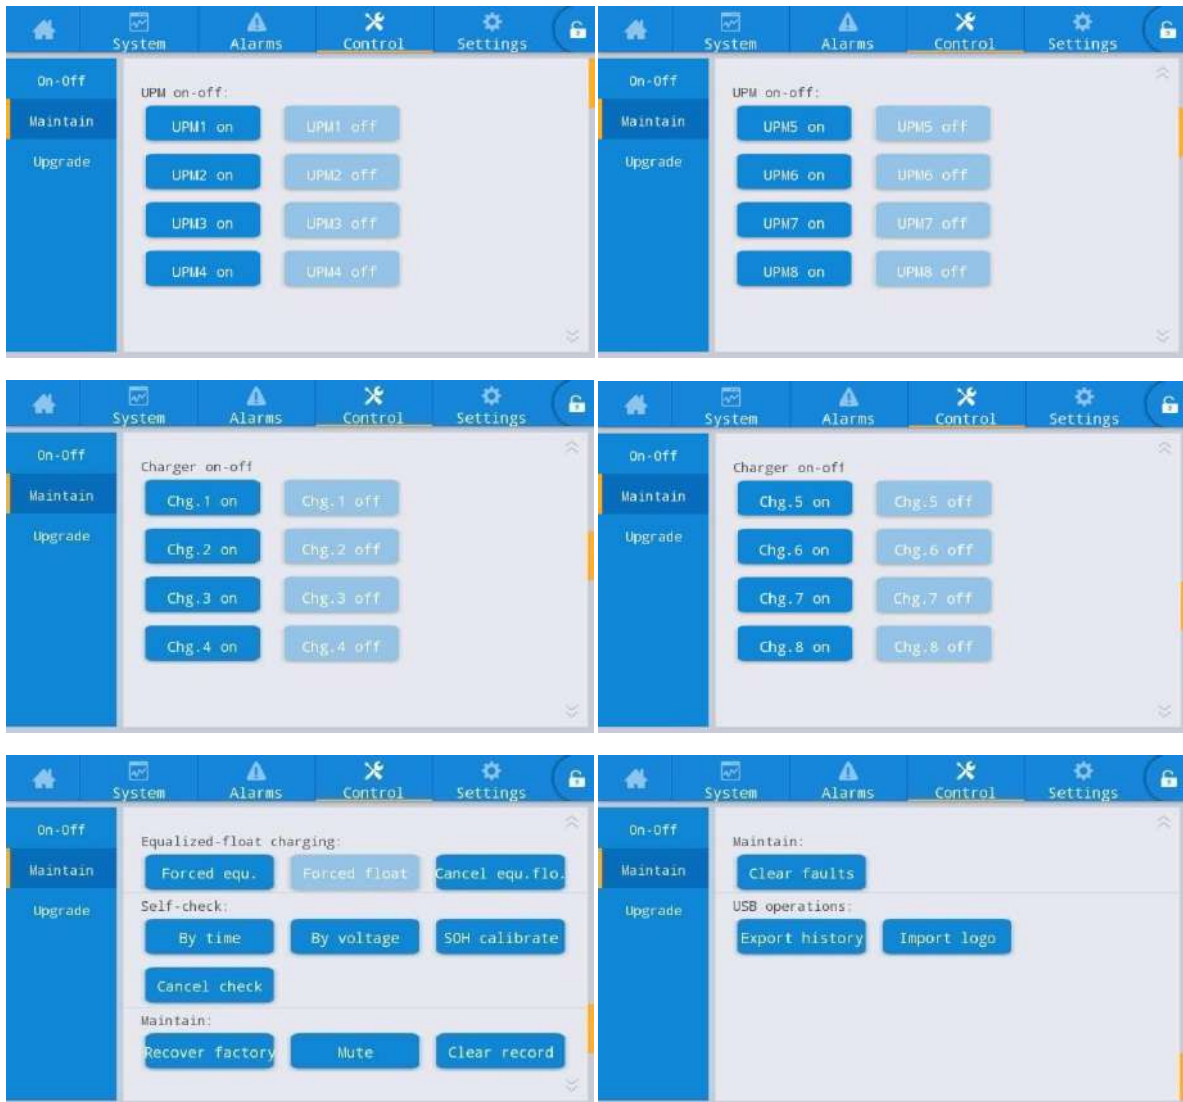 System Alarms Control Settings
On-Off
Maintain
Upgrade
UPM on-off:
UPM1 on UPM1 off
UPM2 on UPM2 off
UPM3 on UPM3 off
UPM4 on UPM4 off
System Alarms Control Settings
On-Off
Maintain
Upgrade
UPM on-off:
UPM5 on UPM5 off
UPM6 on UPM6 off
UPM7 on UPM7 off
UPM8 on UPM8 off
System Alarms Control Settings
On-Off
Maintain
Upgrade
Charger on-off
Chg.1 on Chg.1 off
Chg.2 on Chg.2 off
Chg.3 on Chg.3 off
Chg.4 on Chg.4 off
System Alarms Control Settings
On-Off
Maintain
Upgrade
Charger on-off
Chg.5 on Chg.5 off
Chg.6 on Chg.6 off
Chg.7 on Chg.7 off
Chg.8 on Chg.8 off
System Alarms Control Settings
On-Off
Maintain
Upgrade
Equalized-float charging:
Forced equ. Forced float Cancel equ.flo.
Self-check:
By time By voltage SOH calibrate
Cancel check
Maintain:
Recover factory Mute Clear record
System Alarms Control Settings
On-Off
Maintain
Upgrade
Maintain:
Clear faults
USB operations:
Export history Import logo